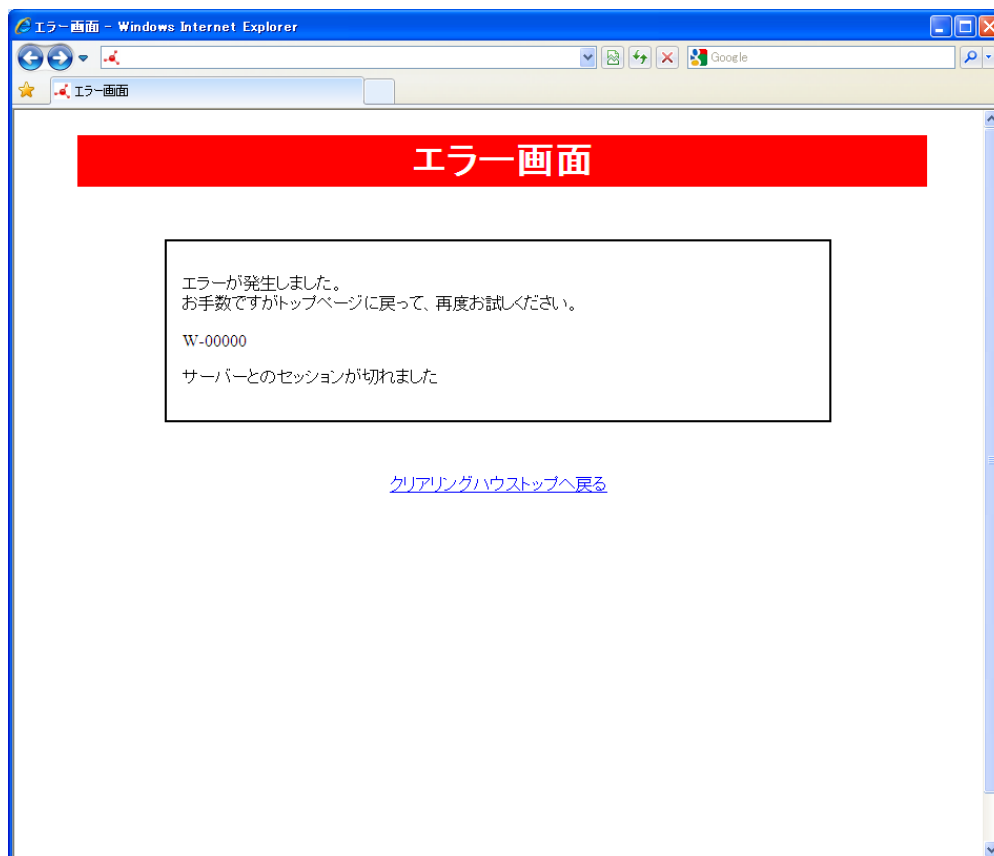 エラー画面 - Windows Internet Explorer
Google
エラー画面
エラー画面
エラーが発生しました。
お手数ですがトップページに戻って、再度お試しください。
W-00000
サーバーとのセッションが切れました
クリアリングハウストップへ戻る